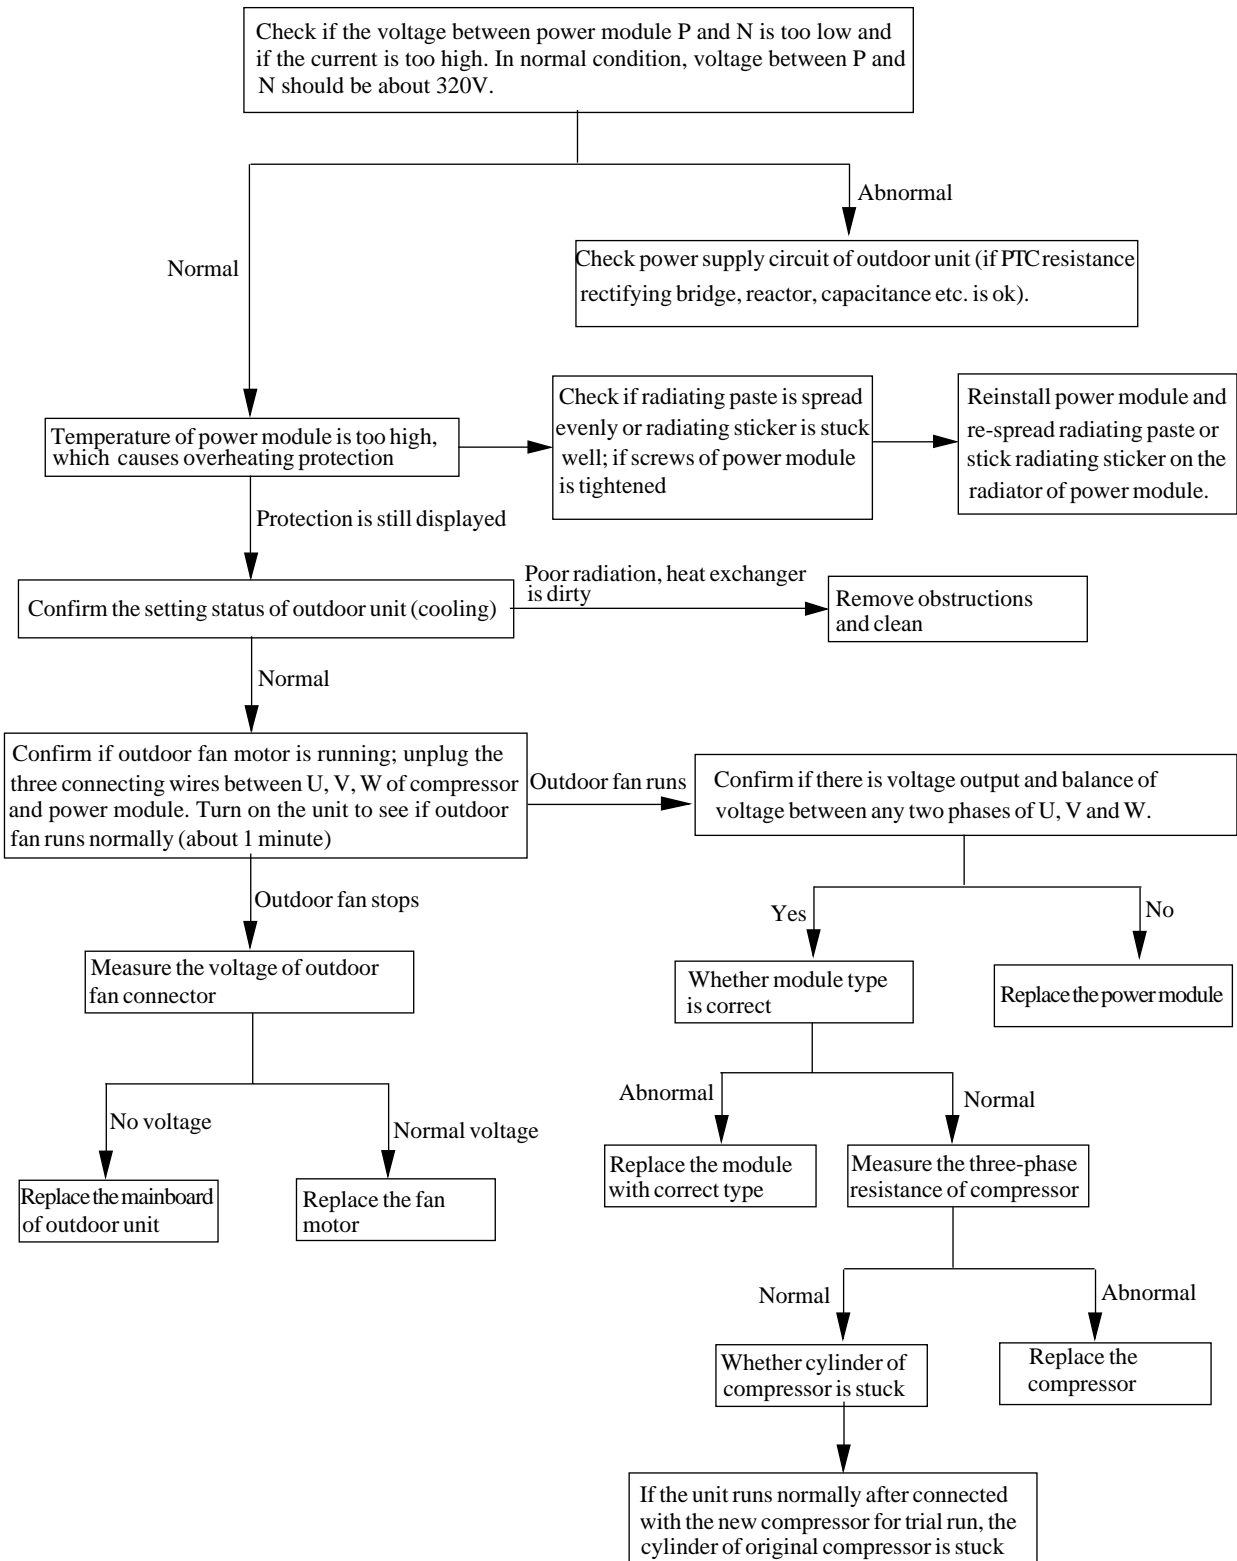 Check if the voltage between power module P and N is too low and
if the current is too high. In normal condition, voltage between P and
N should be about 320V.
Abnormal
Normal
Check power supply circuit of outdoor unit (if PTC resistance
rectifying bridge, reactor, capacitance etc. is ok).
Temperature of power module is too high,
which causes overheating protection
Check if radiating paste is spread
evenly or radiating sticker is stuck
well; if screws of power module
is tightened
Reinstall power module and
re-spread radiating paste or
stick radiating sticker on the
radiator of power module.
Protection is still displayed
Confirm the setting status of outdoor unit (cooling)
Poor radiation, heat exchanger
is dirty
Remove obstructions
and clean
Normal
Confirm if outdoor fan motor is running; unplug the
three connecting wires between U, V, W of compressor
and power module. Turn on the unit to see if outdoor
fan runs normally (about 1 minute)
Outdoor fan runs
Confirm if there is voltage output and balance of
voltage between any two phases of U, V and W.
Outdoor fan stops
Yes
No
Measure the voltage of outdoor
fan connector
Whether module type
is correct
Replace the power module
No voltage
Normal voltage
Abnormal
Normal
Replace the mainboard
of outdoor unit
Replace the fan
motor
Replace the module
with correct type
Measure the three-phase
resistance of compressor
Normal
Abnormal
Whether cylinder of
compressor is stuck
Replace the
compressor
If the unit runs normally after connected
with the new compressor for trial run, the
cylinder of original compressor is stuck